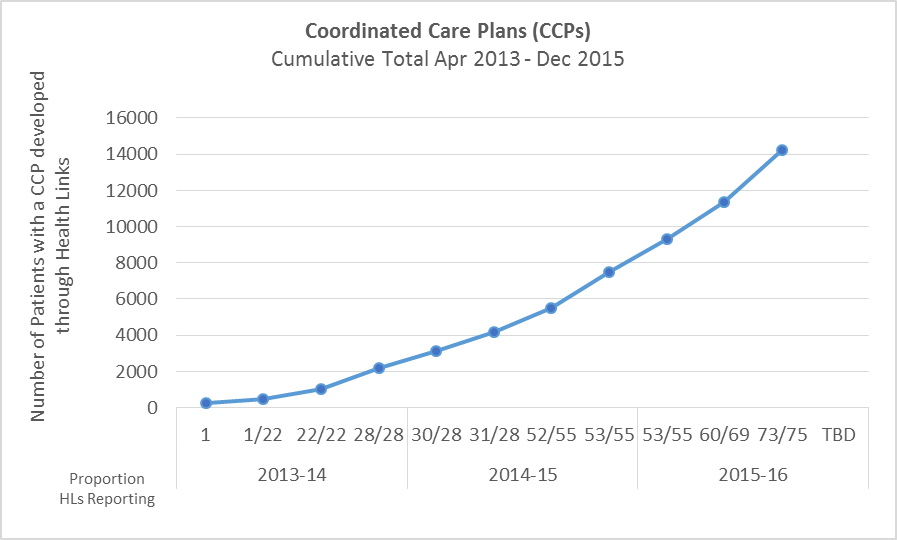 Coordinated Care Plans (CCPs)
Cumulative Total Apr 2013 - Dec 2015
Number of Patients with a CCP developed
through Health Links
16000
14000
12000
10000
8000
6000
4000
2000
0
1 1/22 22/22 28/28 30/28 31/28 52/55 53/55 53/55 60/69 73/75 TBD
2013-14 2014-15 2015-16
Proportion
HLs Reporting